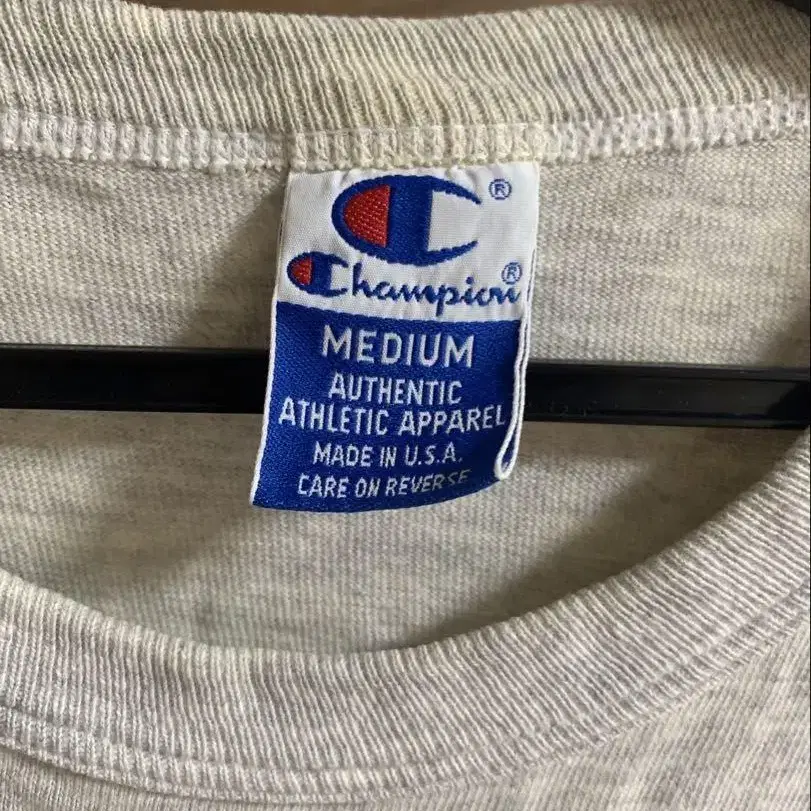 ®
Champion®
MEDIUM
AUTHENTIC
ATHLETIC APPAREL
MADE IN U.S.A.
CARE ON REVERSE